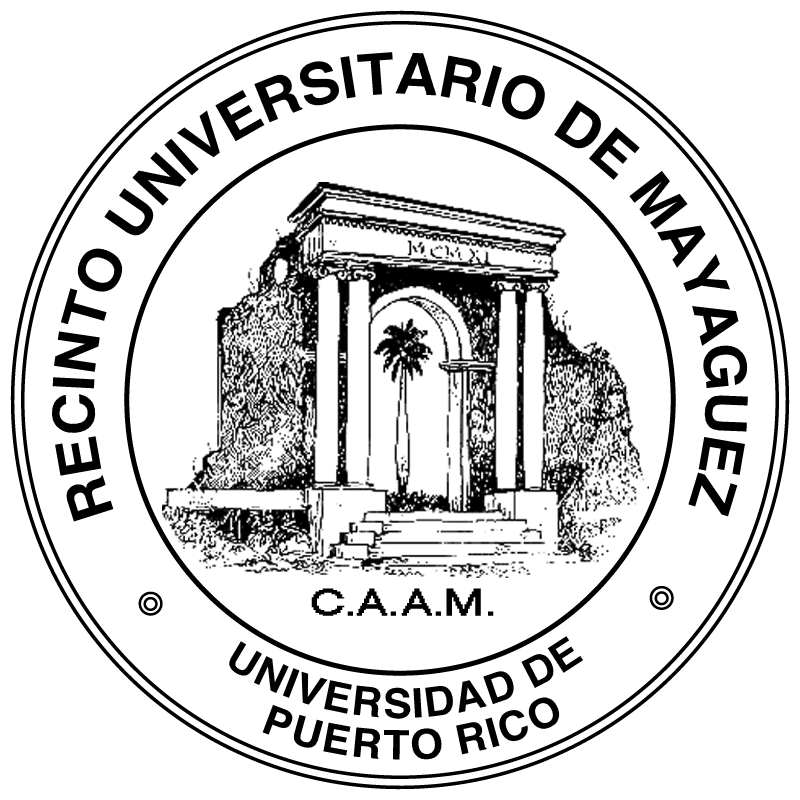 RECINTO UNIVERSITARIO DE MAYAGUEZ
MCMXI
C.A.A.M.
UNIVERSIDAD DE
PUERTO RICO